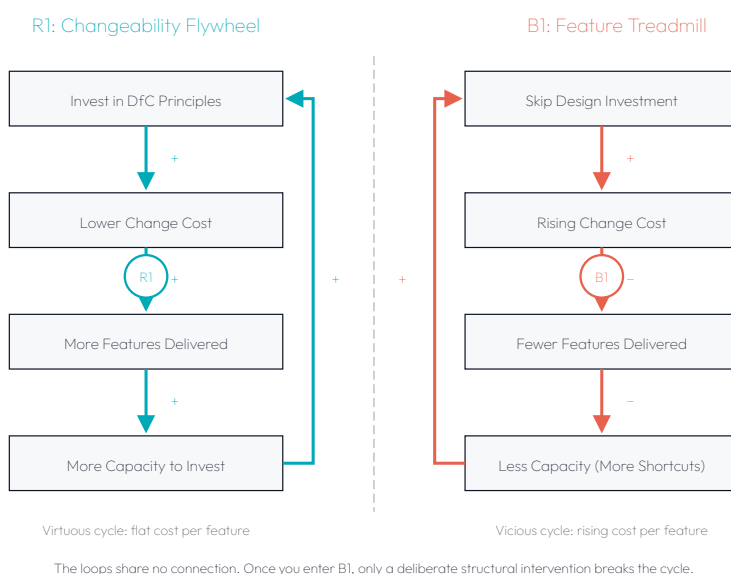 R1: Changeability Flywheel
B1: Feature Treadmill
Invest in DfC Principles
Skip Design Investment
+
+
Lower Change Cost
Rising Change Cost
R1
+
+
+
B1
–
More Features Delivered
Fewer Features Delivered
+
–
More Capacity to Invest
Less Capacity (More Shortcuts)
Virtuous cycle: flat cost per feature
Vicious cycle: rising cost per feature
The loops share no connection. Once you enter B1, only a deliberate structural intervention breaks the cycle.